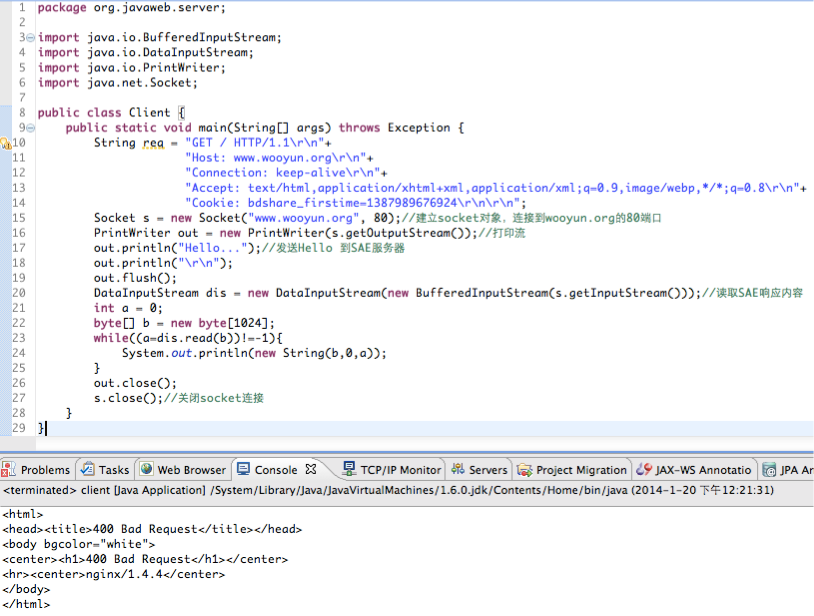 1 package org.javaweb.server;
2
3 import java.io.BufferedInputStream;
4 import java.io.DataInputStream;
5 import java.io.PrintWriter;
6 import java.net.Socket;
7
8 public class Client {
9     public static void main(String[] args) throws Exception {
10         String req = "GET / HTTP/1.1\r\n"+
11                 "Host: www.wooyun.org\r\n"+
12                 "Connection: keep-alive\r\n"+
13                 "Accept: text/html,application/xhtml+xml,application/xml;q=0.9,image/webp,*/*;q=0.8\r\n"+
14                 "Cookie: bdshare_firstime=1387989676924\r\n\r\n";
15         Socket s = new Socket("www.wooyun.org", 80);//建立socket对象，连接到wooyun.org的80端口
16         PrintWriter out = new PrintWriter(s.getOutputStream());//打印流
17         out.println("Hello...");//发送Hello 到SAE服务器
18         out.println("\r\n");
19         out.flush();
20         DataInputStream dis = new DataInputStream(new BufferedInputStream(s.getInputStream()));//读取SAE响应内容
21         int a = 0;
22         byte[] b = new byte[1024];
23         while((a=dis.read(b))!=-1){
24             System.out.println(new String(b,0,a));
25         }
26         out.close();
27         s.close();//关闭socket连接
28     }
29 }
Problems Tasks Web Browser Console TCP/IP Monitor Servers Project Migration JAX-WS Annotatio JPA Ar
<terminated> client [Java Application] /System/Library/Java/JavaVirtualMachines/1.6.0.jdk/Contents/Home/bin/java (2014-1-20 下午12:21:31)
<html>
<head><title>400 Bad Request</title></head>
<body bgcolor="white">
<center><h1>400 Bad Request</h1></center>
<hr><center>nginx/1.4.4</center>
</body>
</html>